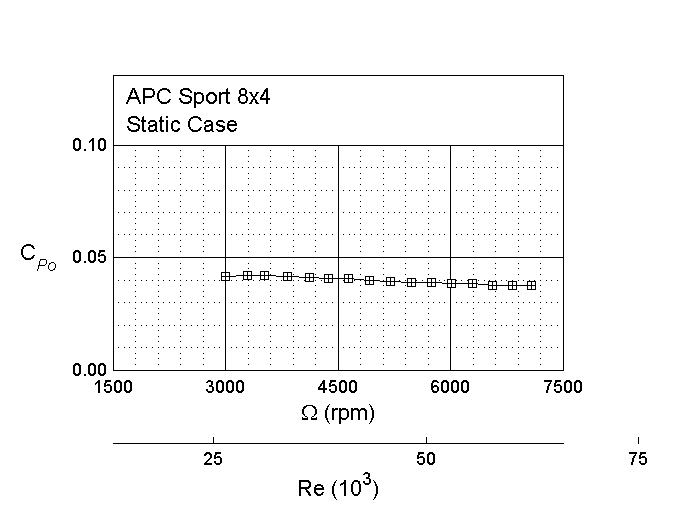 APC Sport 8x4
Static Case
0.10
C_Po 0.05
0.00
1500 3000 4500 6000 7500
Ω (rpm)
25 50 75
Re (10³)